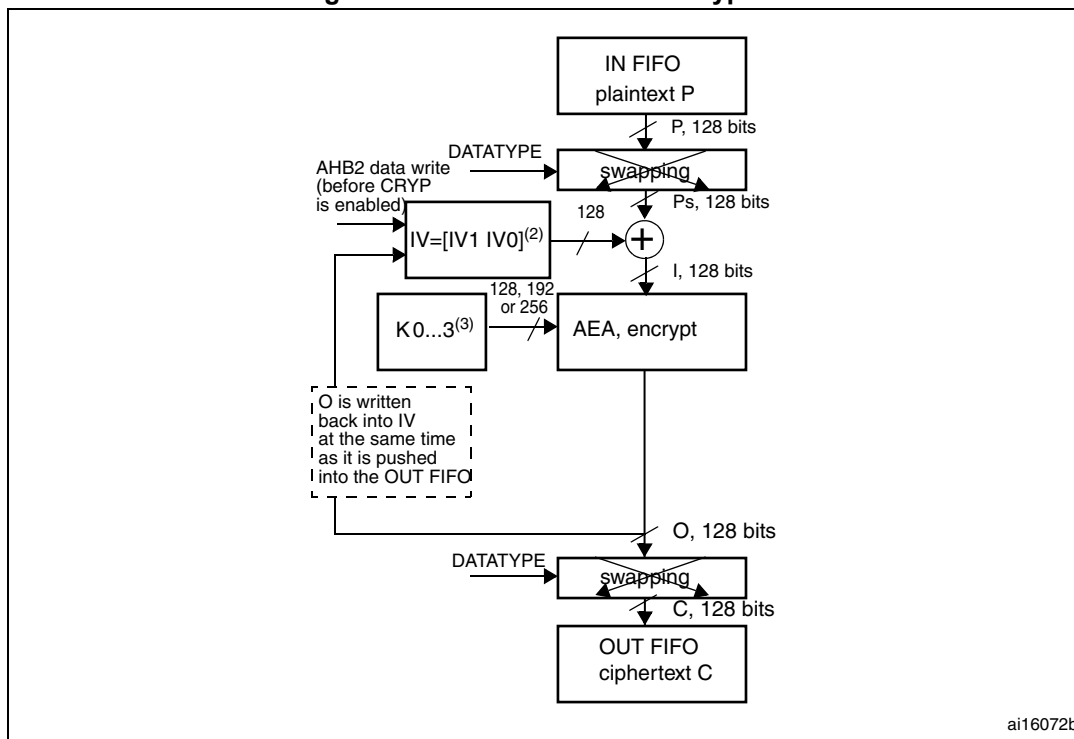 IN FIFO
plaintext P
P, 128 bits
DATATYPE
swapping
AHB2 data write
(before CRYP
is enabled)
Ps, 128 bits
IV=[IV1 IV0](2)
128
+
I, 128 bits
128, 192
or 256
K 0...3(3)
AEA, encrypt
O is written
back into IV
at the same time
as it is pushed
into the OUT FIFO
O, 128 bits
DATATYPE
swapping
C, 128 bits
OUT FIFO
ciphertext C
ai16072b